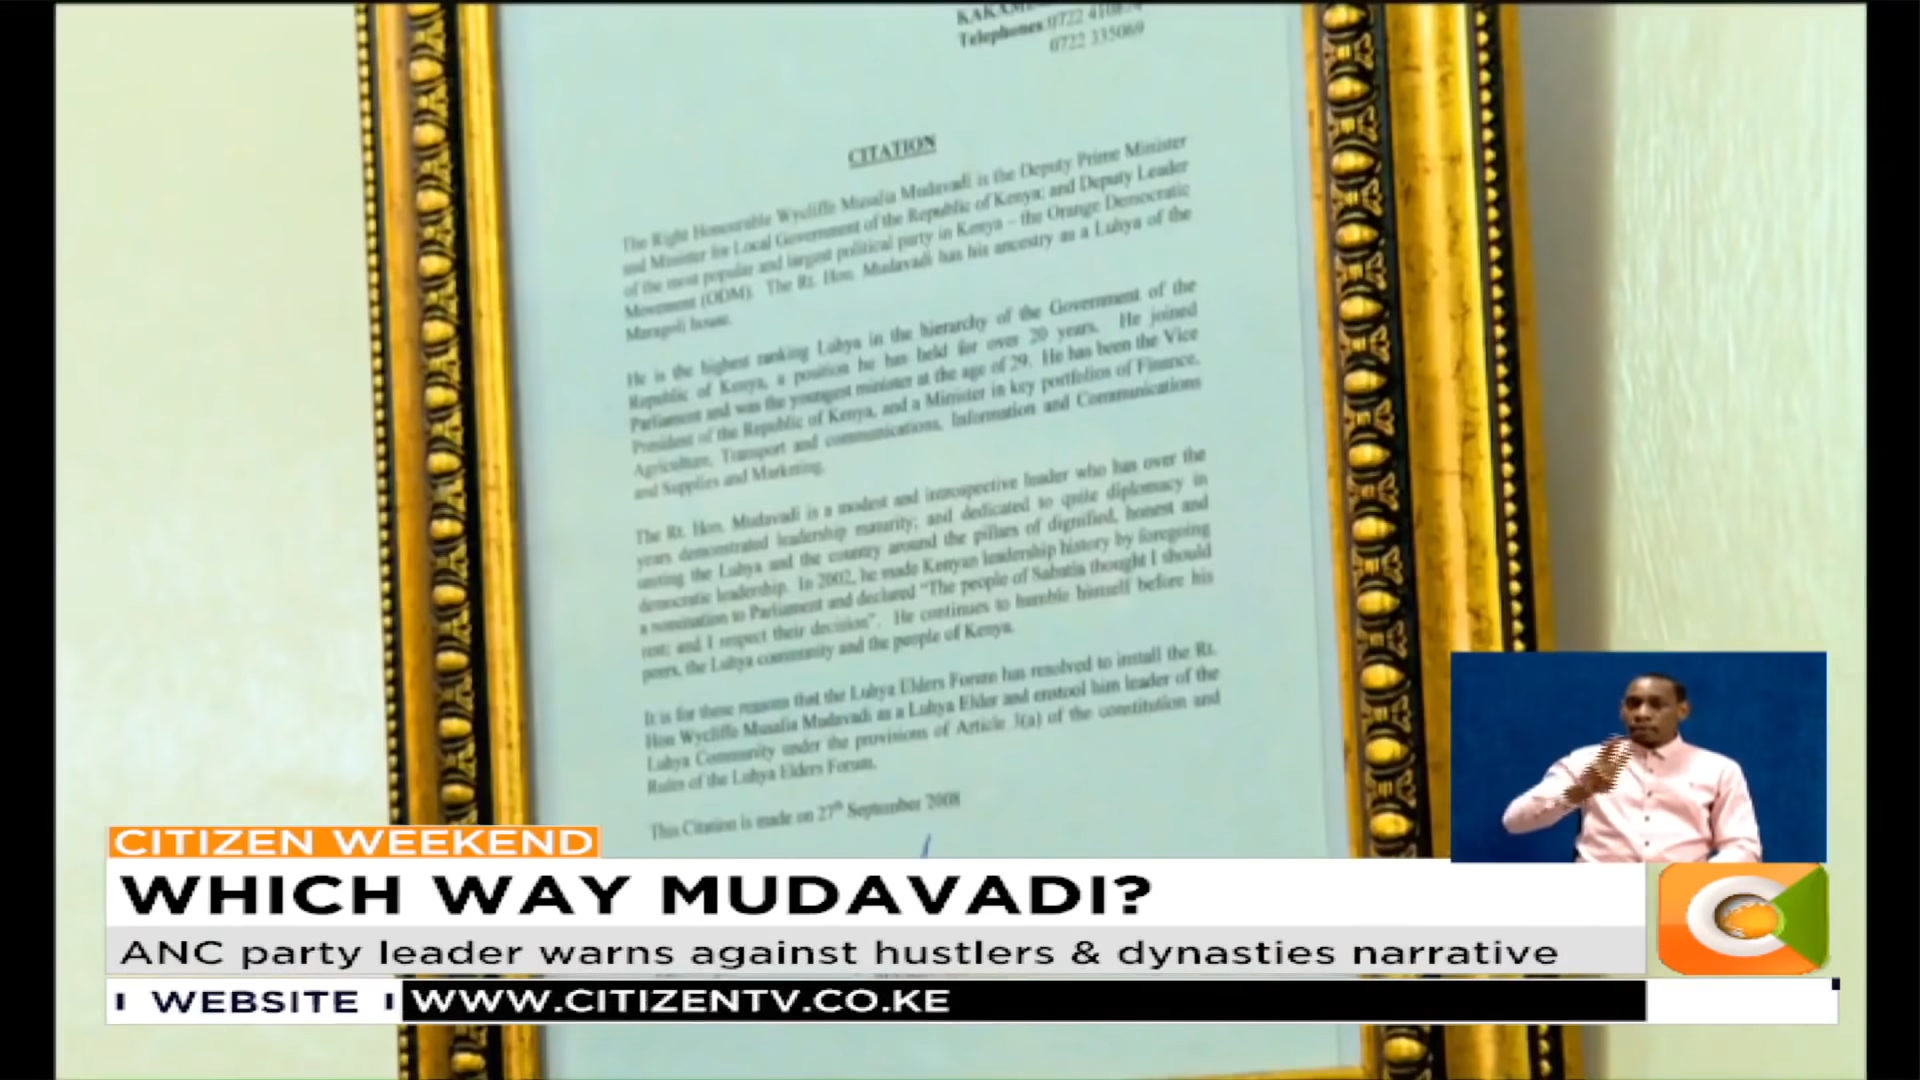 Telephones:0722 410874
0722 335069
CITATION
The Right Honourable Wycliffe Musalia Mudavadi is the Deputy Prime Minister
and Minister for Local Government of the Republic of Kenya; and Deputy Leader
of the most popular and largest political party in Kenya – the Orange Democratic
Movement (ODM). The Rt. Hon. Mudavadi has his ancestry as a Luhya of the
Maragoli house.
He is the highest ranking Luhya in the hierarchy of the Government of the
Republic of Kenya, a position he has held for over 20 years. He joined
Parliament and was the youngest minister at the age of 29. He has been the Vice
President of the Republic of Kenya, and a Minister in key portfolios of Finance,
Agriculture, Transport and communications, Information and Communications
and Supplies and Marketing.
The Rt. Hon. Mudavadi is a modest and introspective leader who has over the
years demonstrated leadership maturity; and dedicated to quite diplomacy in
uniting the Luhya and the country around the pillars of dignified, honest and
democratic leadership. In 2002, he made Kenyan leadership history by foregoing
a nomination to Parliament and declared "The people of Sabatia thought I should
rest; and I respect their decision". He continues to humble himself before his
peers, the Luhya community and the people of Kenya.
It is for these reasons that the Luhya Elders Forum has resolved to install the Rt.
Hon Wycliffe Musalia Mudavadi as a Luhya Elder and enstool him leader of the
Luhya Community under the provisions of Article 3(a) of the constitution and
Rules of the Luhya Elders Forum.
This Citation is made on 27th September 2008
CITIZEN WEEKEND
WHICH WAY MUDAVADI?
ANC party leader warns against hustlers & dynasties narrative
WEBSITE WWW.CITIZENTV.CO.KE